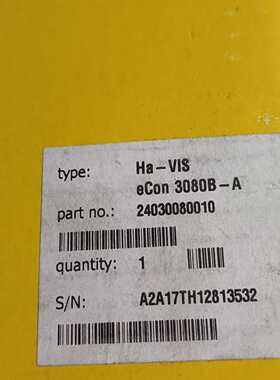 type: Ha-VIS
eCon 3080B-A
part no.: 24030080010
quantity: 1
S/N: A2A17TH12813532